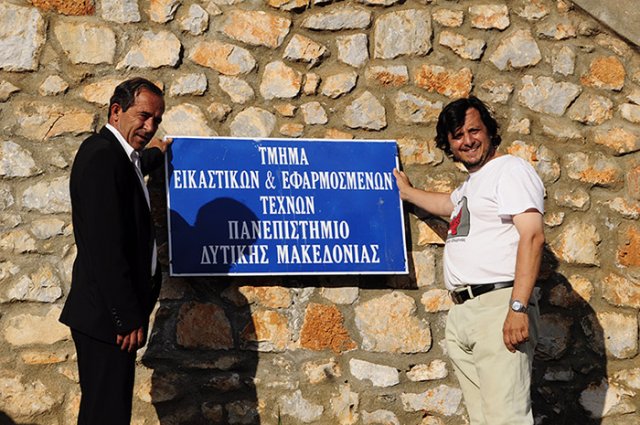 ΤΜΗΜΑ
ΕΙΚΑΣΤΙΚΩΝ & ΕΦΑΡΜΟΣΜΕΝΩΝ
ΤΕΧΝΩΝ
ΠΑΝΕΠΙΣΤΗΜΙΟ
ΔΥΤΙΚΗΣ ΜΑΚΕΔΟΝΙΑΣ